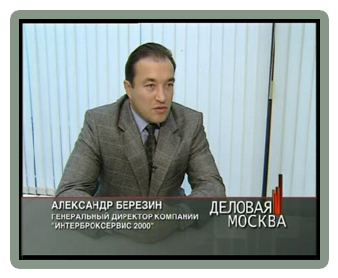 АЛЕКСАНДР БЕРЕЗИН
ГЕНЕРАЛЬНЫЙ ДИРЕКТОР КОМПАНИИ
"ИНТЕРБРОКСЕРВИС 2000"
ДЕЛОВАЯ
МОСКВА